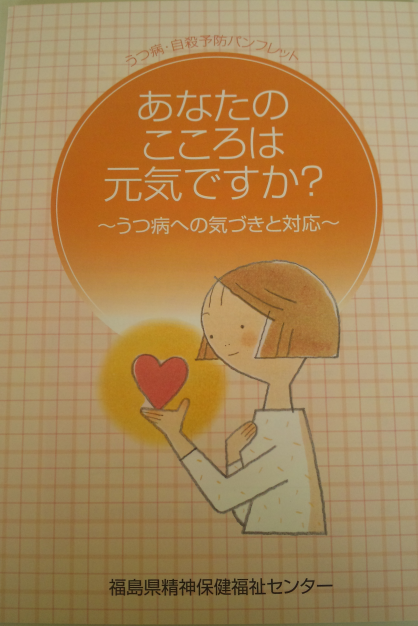 うつ病・自殺予防パンフレット
あなたの
こころは
元気ですか?
～うつ病への気づきと対応～
福島県精神保健福祉センター